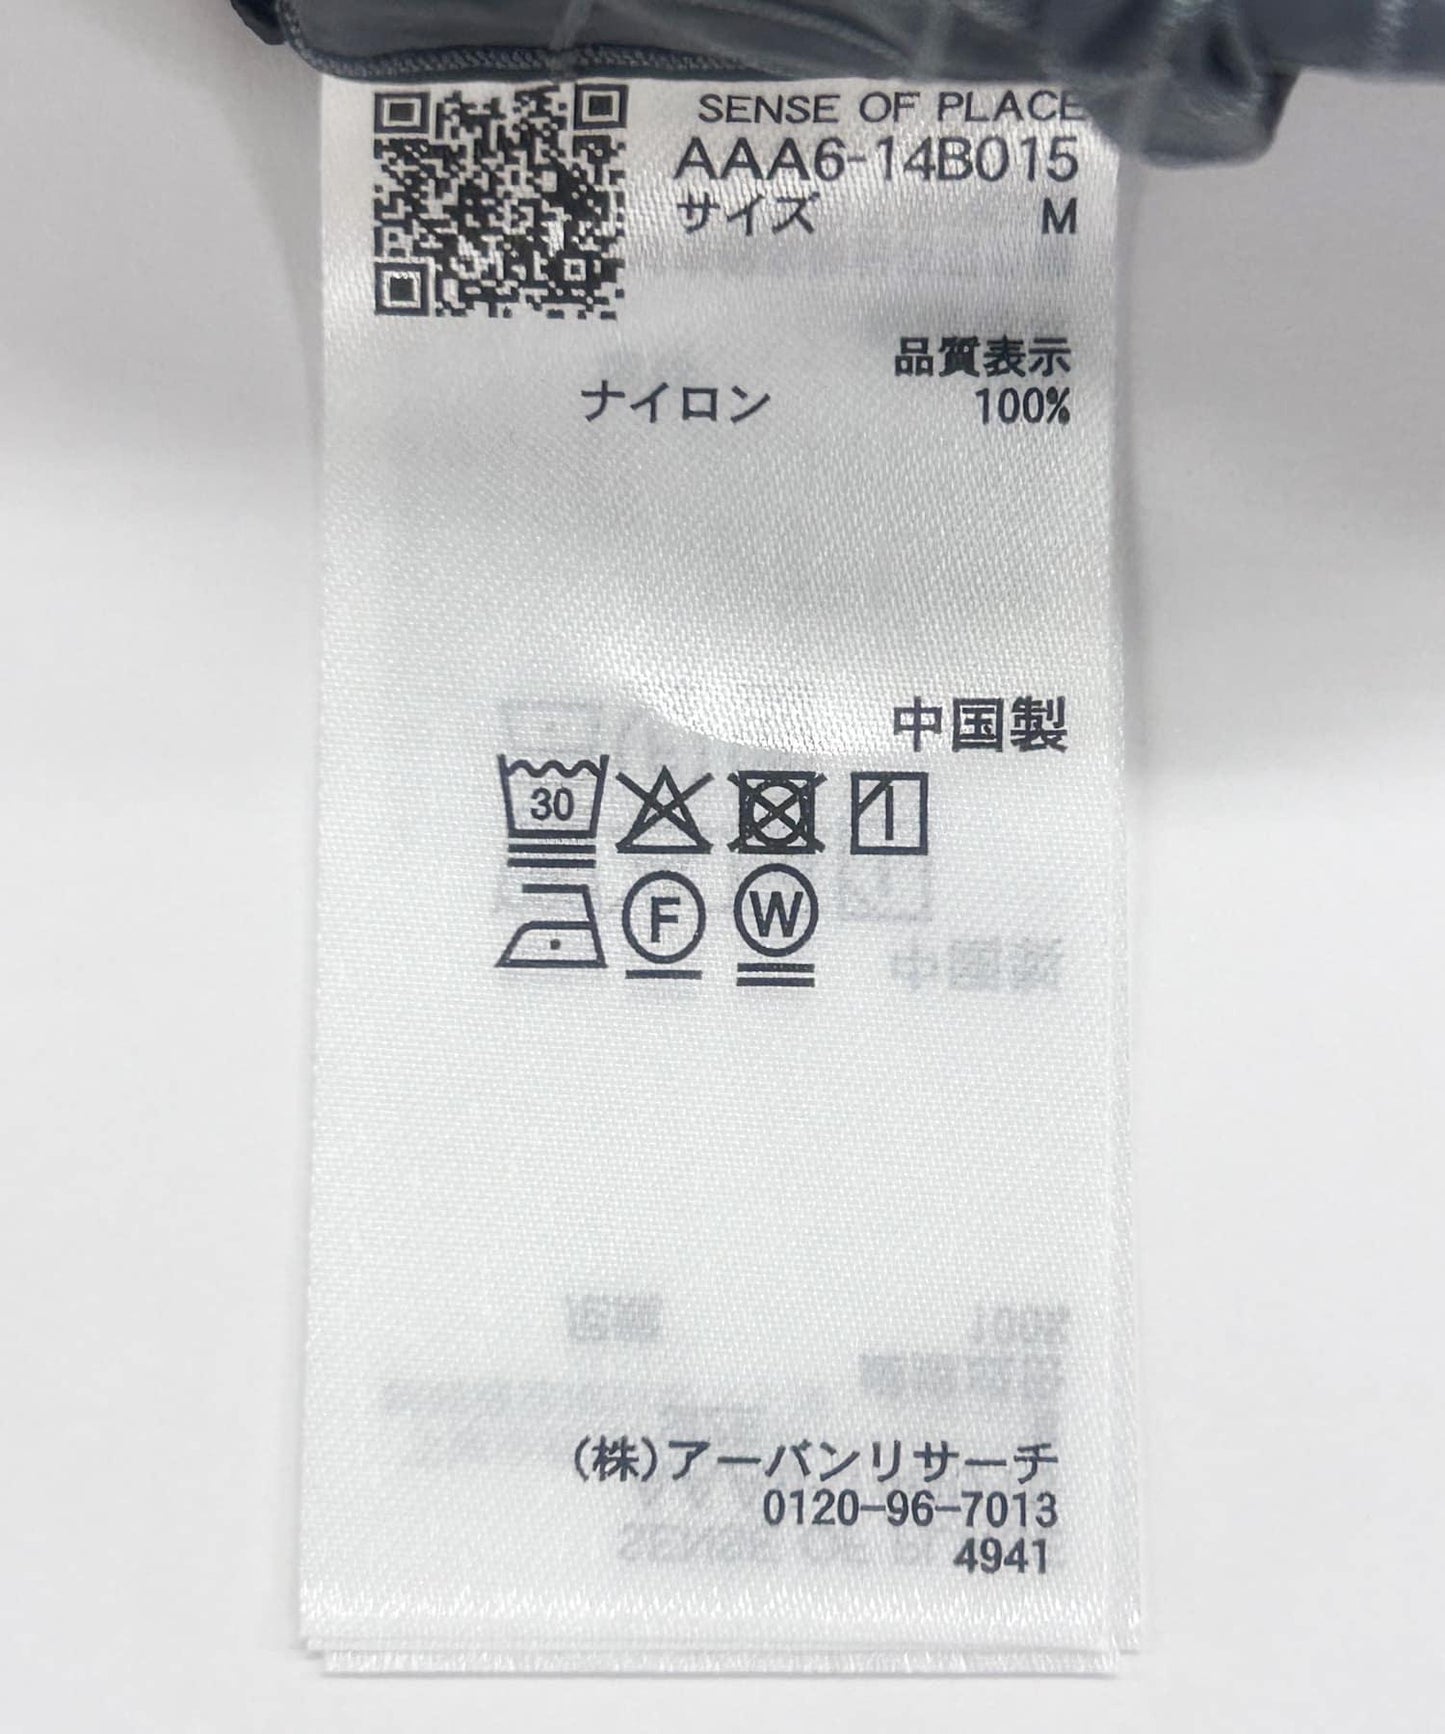 SENSE OF PLACE
AAA6-14B015
サイズ M
品質表示
ナイロン 100%
中国製
30
F W
(株)アーバンリサーチ
0120-96-7013
4941